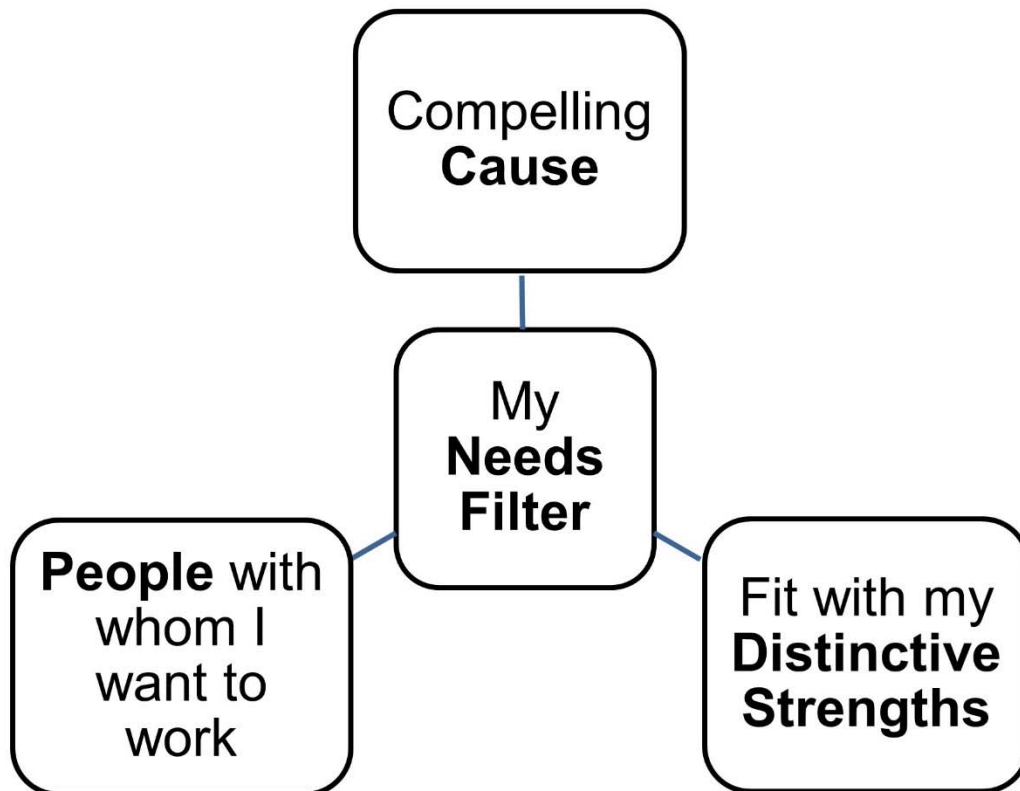 Compelling
Cause
My
Needs
Filter
People with
whom I
want to
work
Fit with my
Distinctive
Strengths